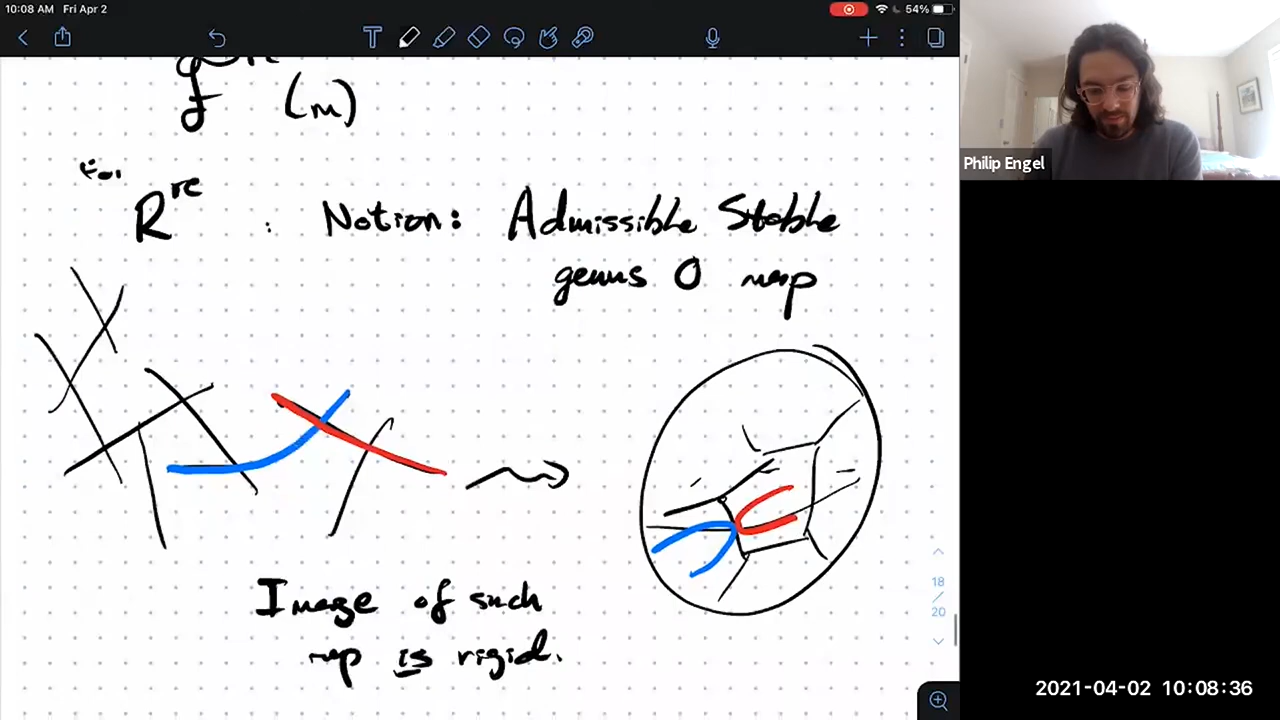 10:08 AM Fri Apr 2
54%
(m)
For
R^rc : Notion: Admissible Stable
genus 0 map
Philip Engel
Image of such
map is rigid.
18
/
20
2021-04-02 10:08:36